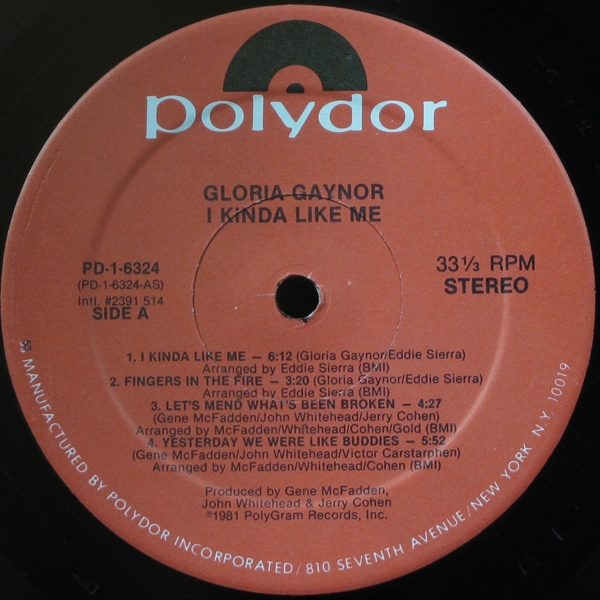 polydor
GLORIA GAYNOR
I KINDA LIKE ME
PD-1-6324
(PD-1-6324-AS)
Intl. #2391 514
SIDE A
33⅓ RPM
STEREO
1. I KINDA LIKE ME — 6:12 (Gloria Gaynor/Eddie Sierra)
Arranged by Eddie Sierra (BMI)
2. FINGERS IN THE FIRE — 3:20 (Gloria Gaynor/Eddie Sierra)
Arranged by Eddie Sierra (BMI)
3. LET'S MEND WHAT'S BEEN BROKEN — 4:27
(Gene McFadden/John Whitehead/Jerry Cohen)
Arranged by McFadden/Whitehead/Cohen/Gold (BMI)
4. YESTERDAY WE WERE LIKE BUDDIES — 5:52
(Gene McFadden/John Whitehead/Victor Carstarphen)
Arranged by McFadden/Whitehead/Cohen (BMI)
Produced by Gene McFadden,
John Whitehead & Jerry Cohen
℗1981 PolyGram Records, Inc.
MANUFACTURED BY POLYDOR INCORPORATED/810 SEVENTH AVENUE/NEW YORK, N.Y. 10019